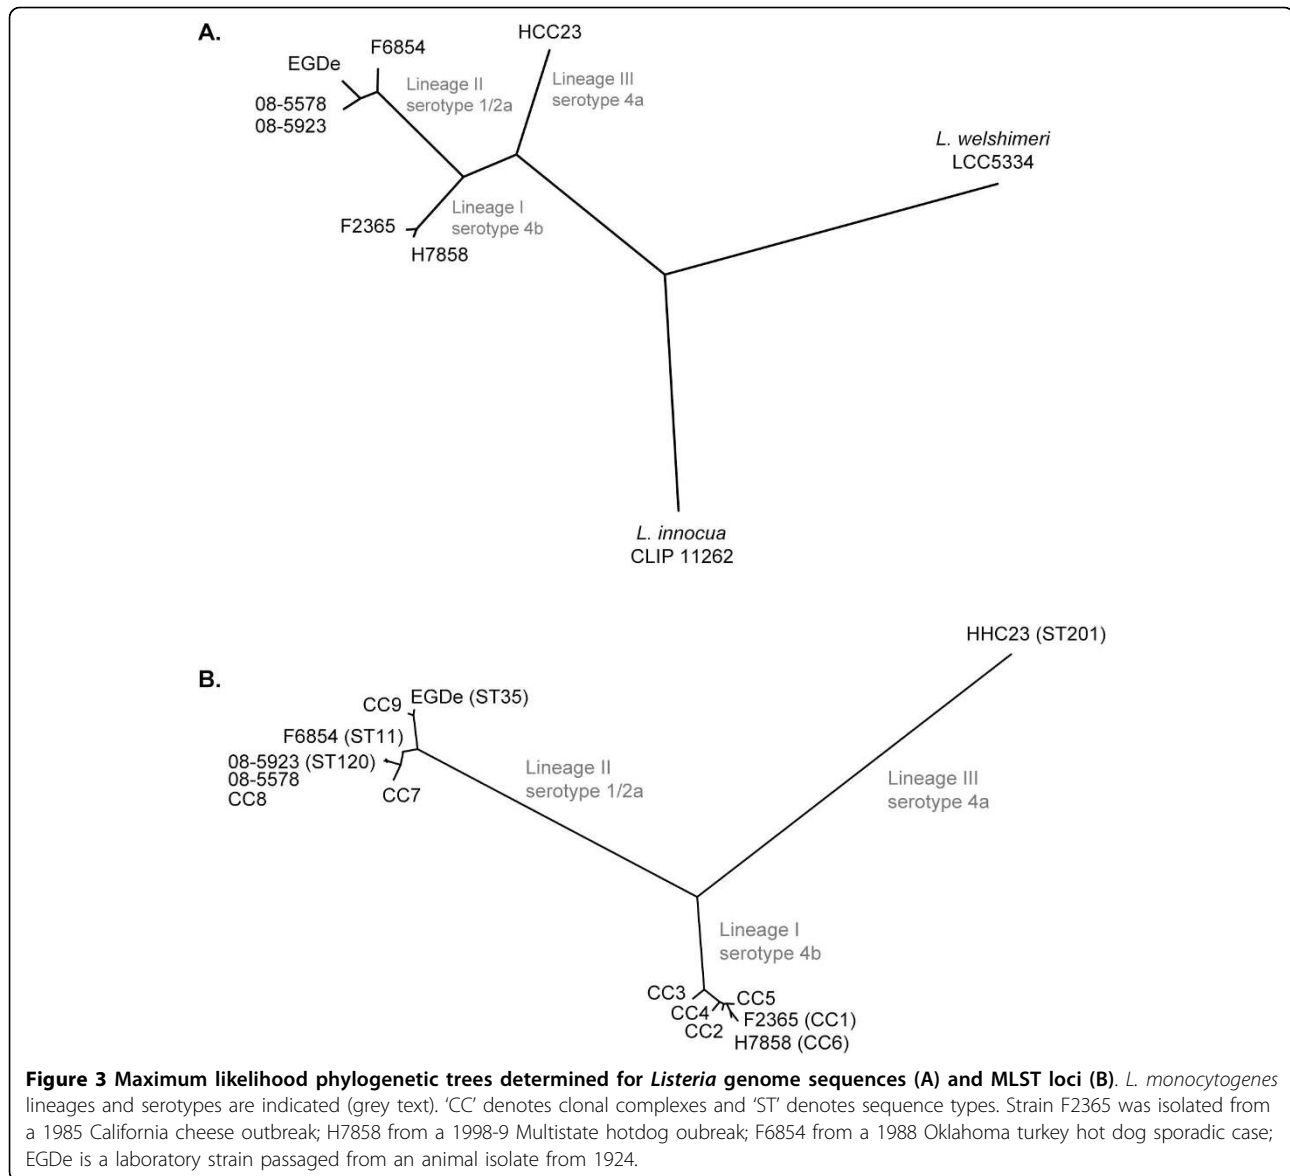 A.
HCC23
F6854
EGDe
Lineage II
serotype 1/2a
Lineage III
serotype 4a
08-5578
08-5923
L. welshimeri
LCC5334
Lineage I
serotype 4b
F2365
H7858
L. innocua
CLIP 11262
HHC23 (ST201)
B.
EGDe (ST35)
CC9
F6854 (ST11)
08-5923 (ST120)
08-5578
CC8
CC7
Lineage II
serotype 1/2a
Lineage III
serotype 4a
Lineage I
serotype 4b
CC3
CC5
CC4
F2365 (CC1)
CC2
H7858 (CC6)
Figure 3 Maximum likelihood phylogenetic trees determined for Listeria genome sequences (A) and MLST loci (B). L. monocytogenes
lineages and serotypes are indicated (grey text). ‘CC’ denotes clonal complexes and ‘ST’ denotes sequence types. Strain F2365 was isolated from
a 1985 California cheese outbreak; H7858 from a 1998-9 Multistate hotdog oubreak; F6854 from a 1988 Oklahoma turkey hot dog sporadic case;
EGDe is a laboratory strain passaged from an animal isolate from 1924.